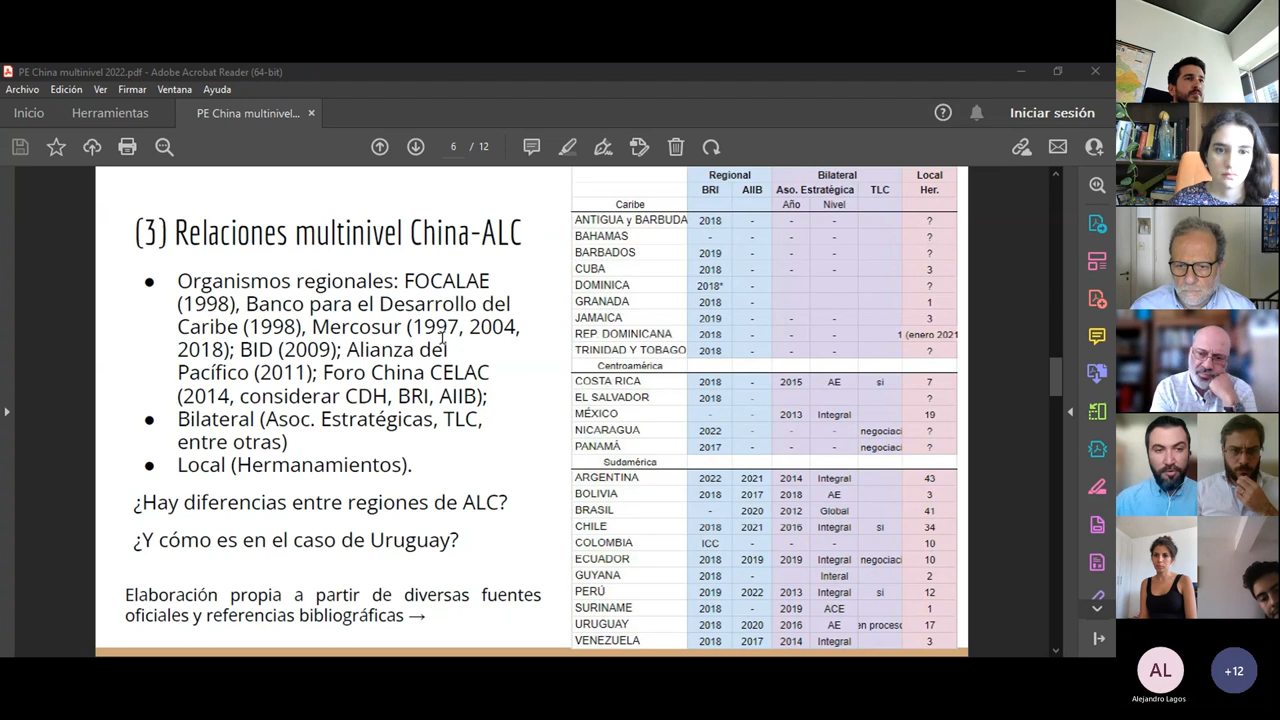 PE China multinivel 2022.pdf - Adobe Acrobat Reader (64-bit)
Archivo Edición Ver Firmar Ventana Ayuda
Inicio Herramientas PE China multinivel... × Iniciar sesión
6 / 12
(3) Relaciones multinivel China-ALC
● Organismos regionales: FOCALAE
(1998), Banco para el Desarrollo del
Caribe (1998), Mercosur (1997, 2004,
2018); BID (2009); Alianza del
Pacífico (2011); Foro China CELAC
(2014, considerar CDH, BRI, AIIB);
● Bilateral (Asoc. Estratégicas, TLC,
entre otras)
● Local (Hermanamientos).
¿Hay diferencias entre regiones de ALC?
¿Y cómo es en el caso de Uruguay?
Elaboración propia a partir de diversas fuentes
oficiales y referencias bibliográficas →
Regional Bilateral Local
BRI AIIB Aso. Estratégica TLC Her.
Caribe Año Nivel
ANTIGUA y BARBUDA 2018 - - - ?
BAHAMAS - - - - ?
BARBADOS 2019 - - - ?
CUBA 2018 - - - 3
DOMINICA 2018* ?
GRANADA 2018 - - - 1
JAMAICA 2019 - - - 3
REP. DOMINICANA 2018 - - - 1 (enero 2021
TRINIDAD Y TOBAGO 2018 - - - ?
Centroamérica
COSTA RICA 2018 - 2015 AE si 7
EL SALVADOR 2018 - - - ?
MÉXICO - - 2013 Integral 19
NICARAGUA 2022 - - - negociaci ?
PANAMÁ 2017 - - - negociaci ?
Sudamérica
ARGENTINA 2022 2021 2014 Integral 43
BOLIVIA 2018 2017 2018 AE 3
BRASIL - 2020 2012 Global 41
CHILE 2018 2021 2016 Integral si 34
COLOMBIA ICC - - - 10
ECUADOR 2018 2019 2019 Integral negociaci 10
GUYANA 2018 - Interal 2
PERÚ 2019 2022 2013 Integral si 12
SURINAME 2018 - 2019 ACE 1
URUGUAY 2018 2020 2016 AE en proceso 17
VENEZUELA 2018 2017 2014 Integral 3
AL
Alejandro Lagos
+12